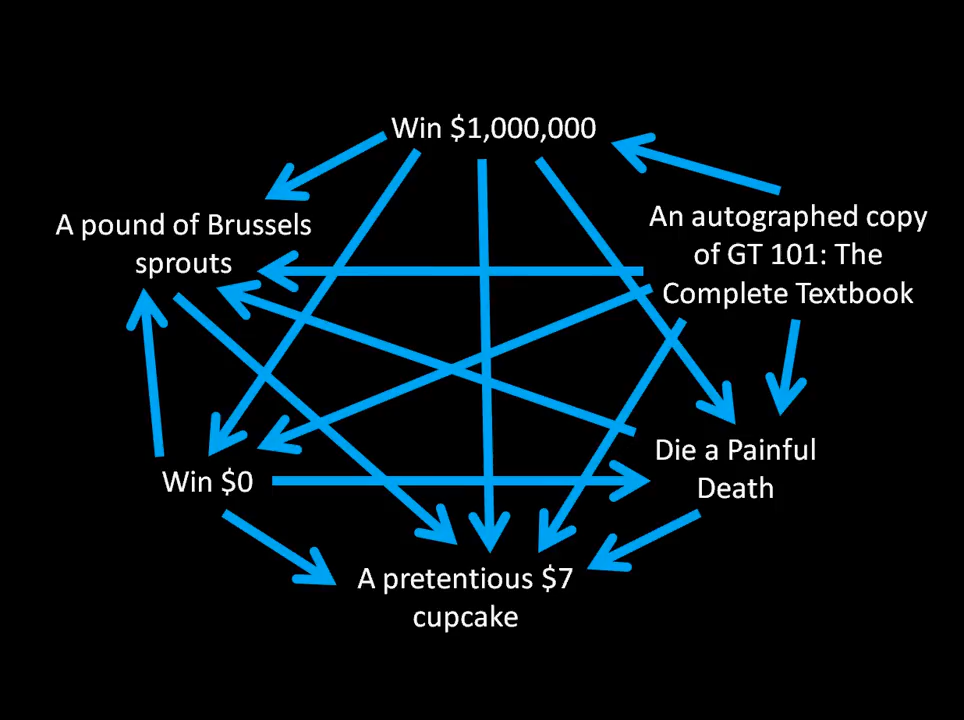 Win $1,000,000
A pound of Brussels
sprouts
An autographed copy
of GT 101: The
Complete Textbook
Win $0
Die a Painful
Death
A pretentious $7
cupcake